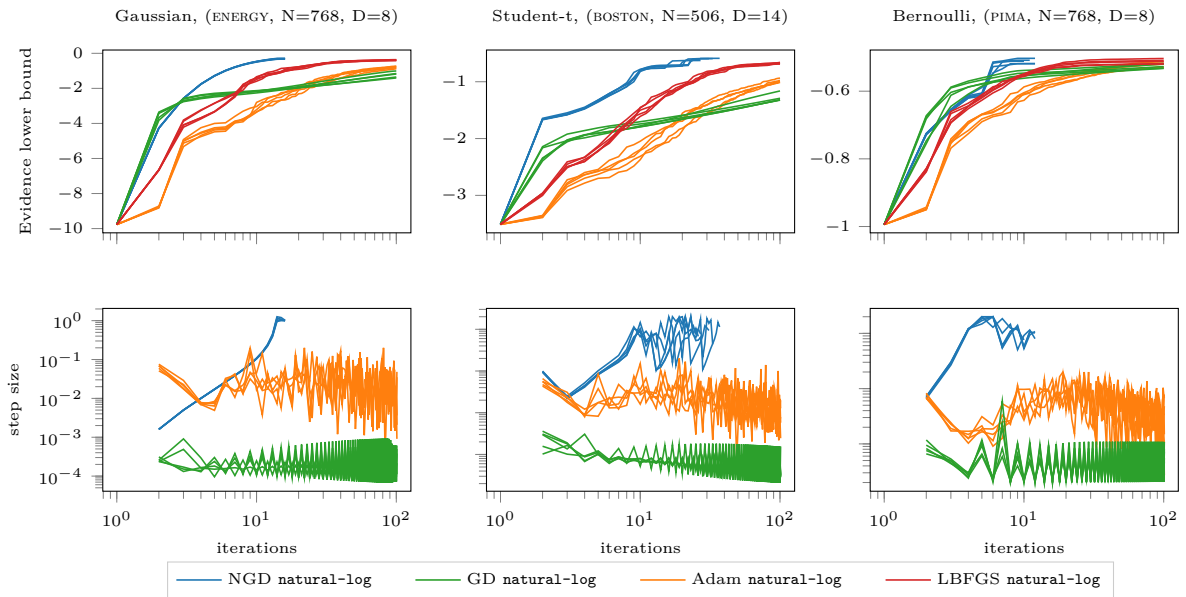 Gaussian, (ENERGY, N=768, D=8)
Student-t, (BOSTON, N=506, D=14)
Bernoulli, (PIMA, N=768, D=8)
Evidence lower bound
0
−2
−4
−6
−8
−10
−1
−2
−3
−0.6
−0.8
−1
step size
10^0
10^−1
10^−2
10^−3
10^−4
10^0 10^1 10^2
10^0 10^1 10^2
10^0 10^1 10^2
iterations
iterations
iterations
NGD natural-log
GD natural-log
Adam natural-log
LBFGS natural-log